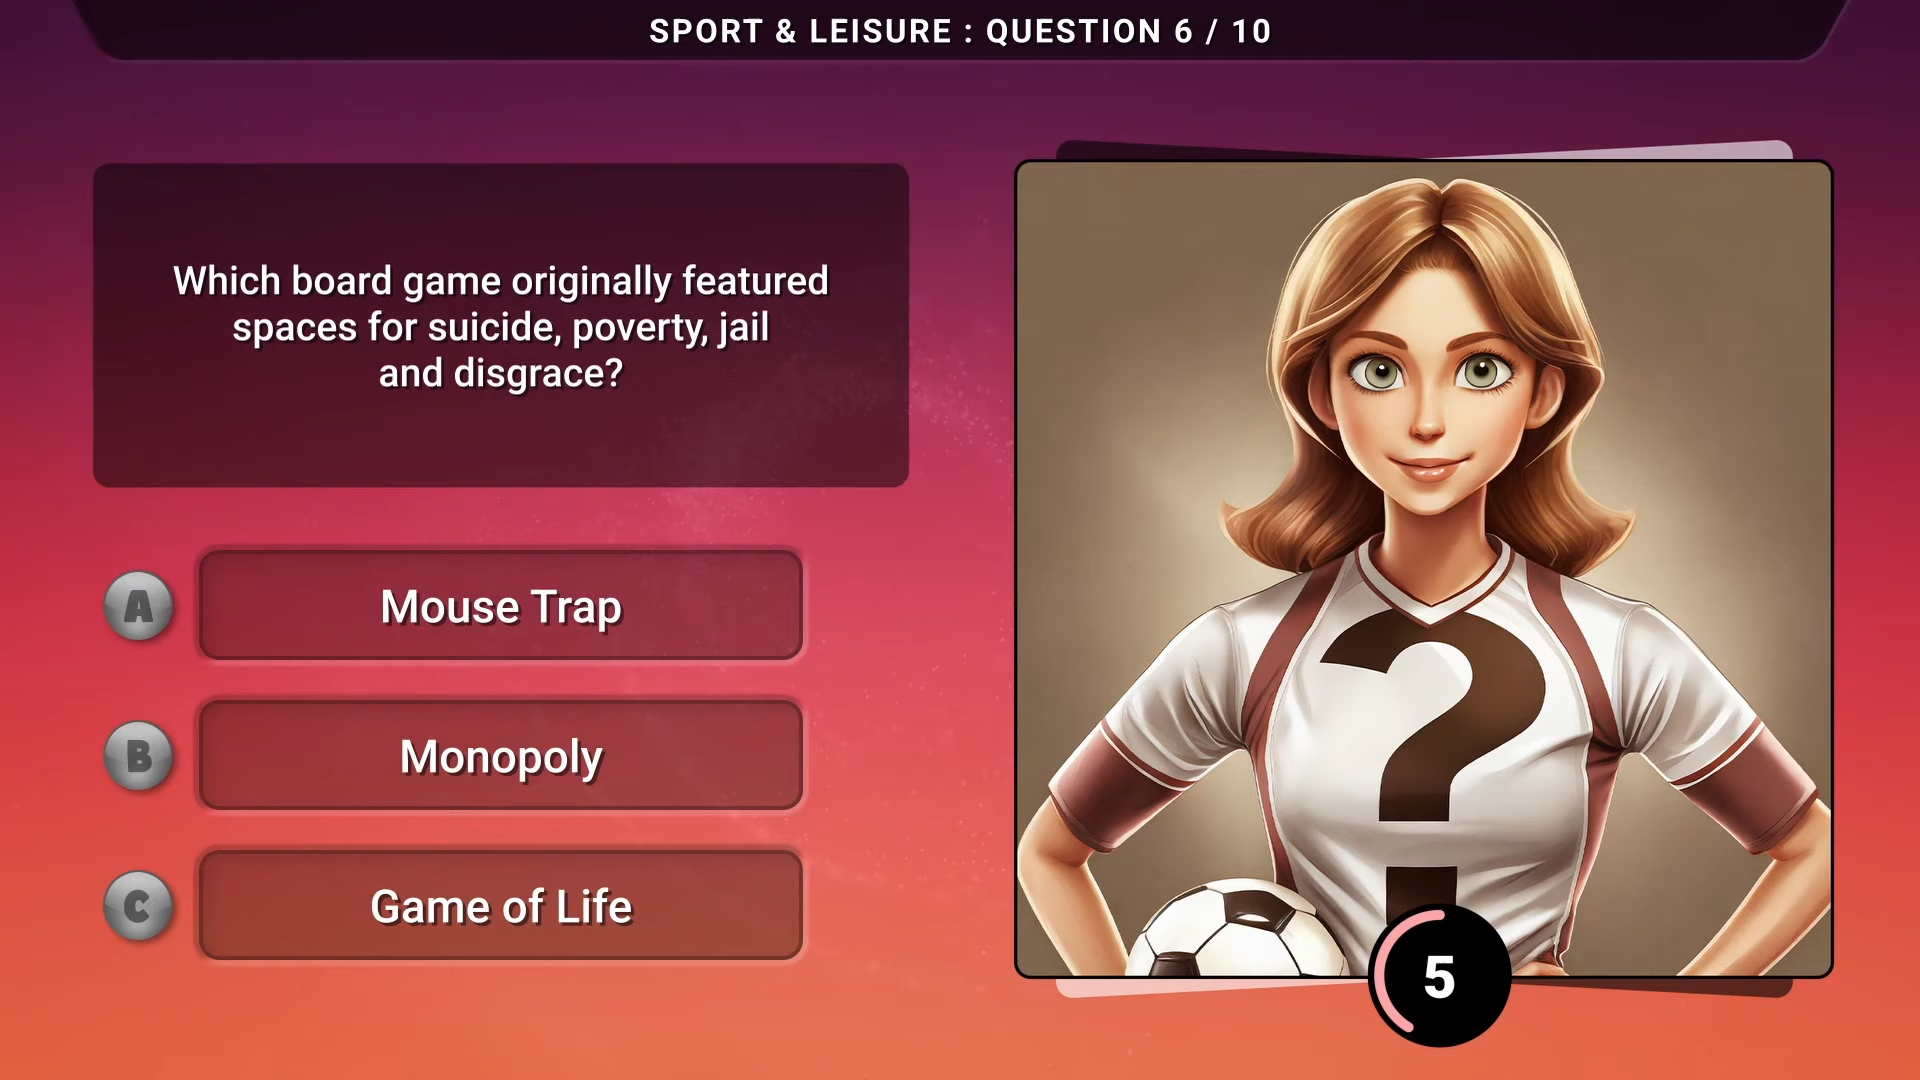 SPORT & LEISURE : QUESTION 6 / 10
Which board game originally featured
spaces for suicide, poverty, jail
and disgrace?
A
Mouse Trap
B
Monopoly
C
Game of Life
?
5